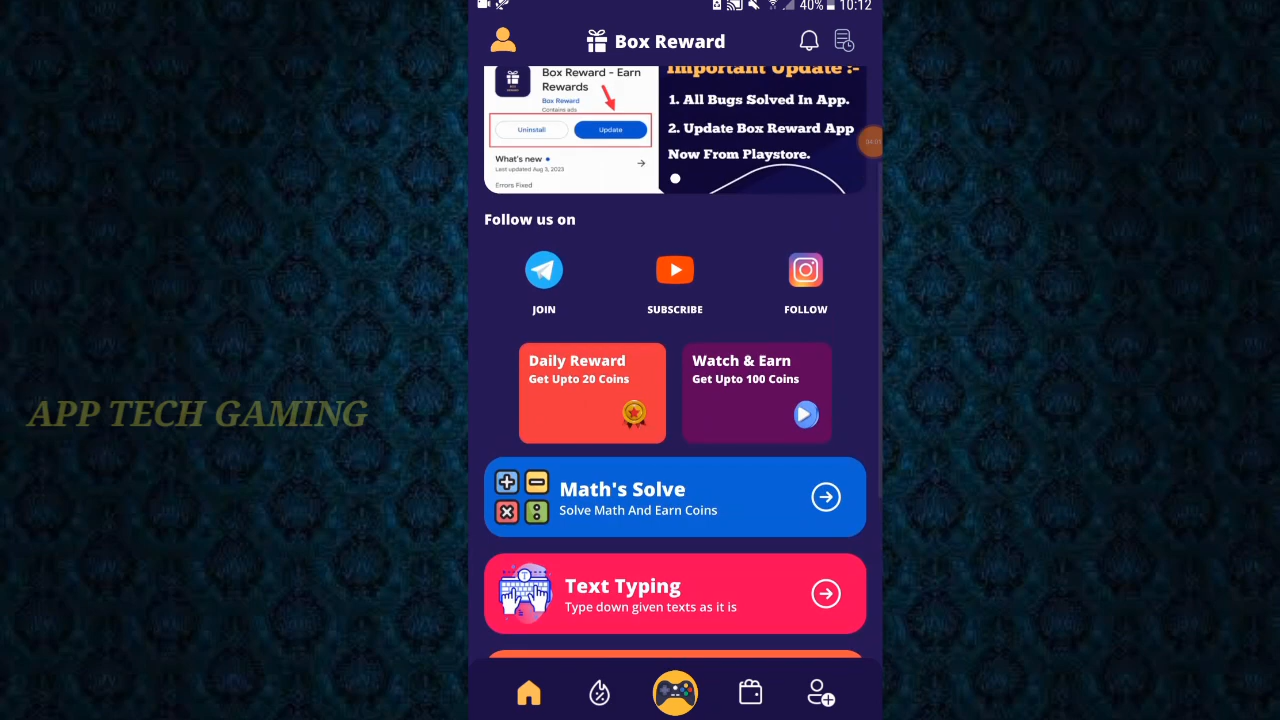 40% 10:12
Box Reward
Box Reward - Earn
Rewards
Box Reward
Contains ads
Uninstall
Update
What's new
Last updated Aug 3, 2023
Errors Fixed
Important Update :-
1. All Bugs Solved In App.
2. Update Box Reward App
Now From Playstore.
04:01
Follow us on
JOIN
SUBSCRIBE
FOLLOW
Daily Reward
Get Upto 20 Coins
Watch & Earn
Get Upto 100 Coins
APP TECH GAMING
Math's Solve
Solve Math And Earn Coins
Text Typing
Type down given texts as it is